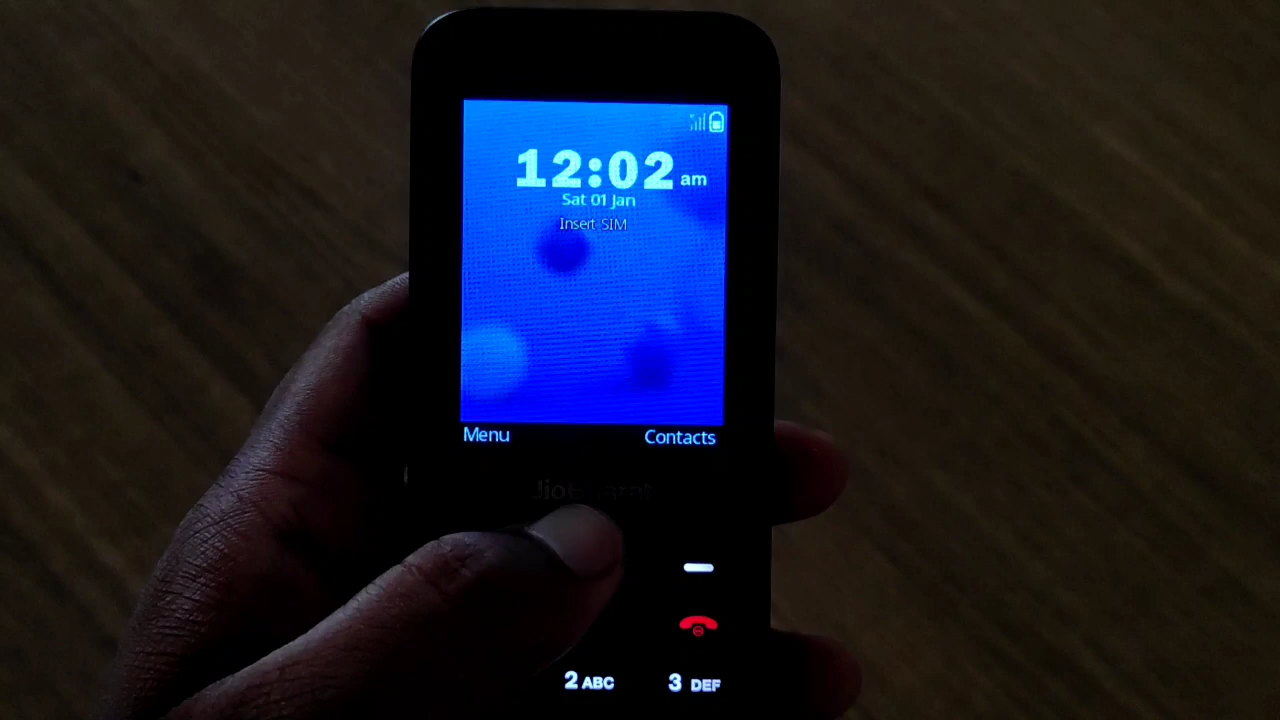 12:02 am
Sat 01 Jan
Insert SIM
Menu Contacts
2 ABC 3 DEF